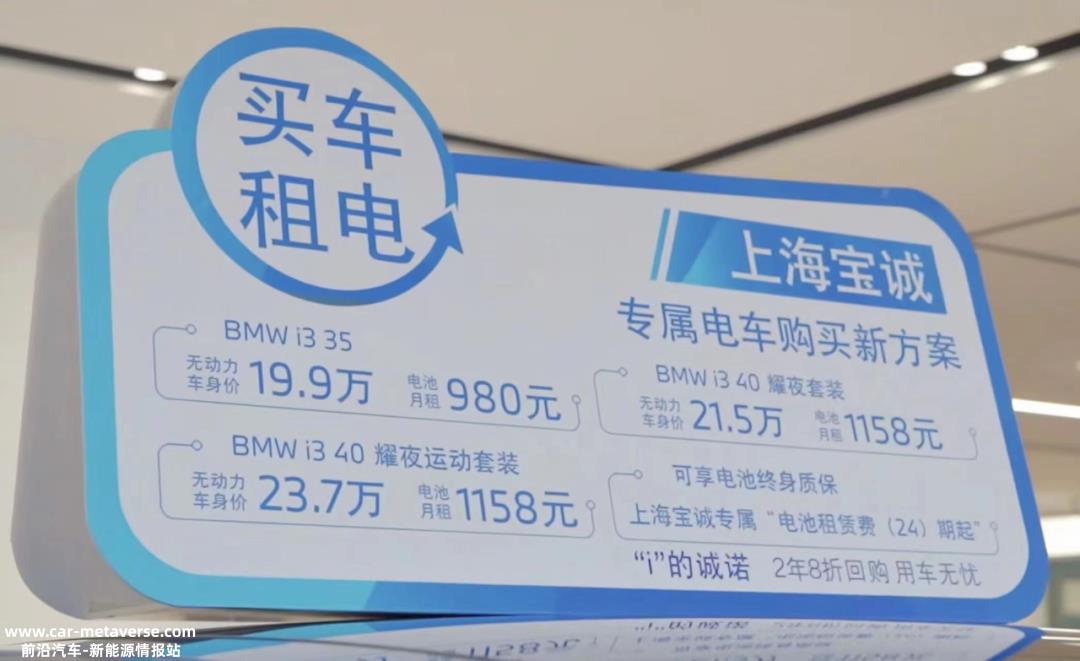 买车
租电
上海宝诚
专属电车购买新方案
BMW i3 35
无动力
车身价 19.9万 电池
月租 980元
BMW i3 40 耀夜套装
无动力
车身价 21.5万 电池
月租 1158元
BMW i3 40 耀夜运动套装
无动力
车身价 23.7万 电池
月租 1158元
可享电池终身质保
上海宝诚专属“电池租赁费（24）期起”
“i”的诚诺 2年8折回购 用车无忧
www.car-metaverse.com
前沿汽车-新能源情报站